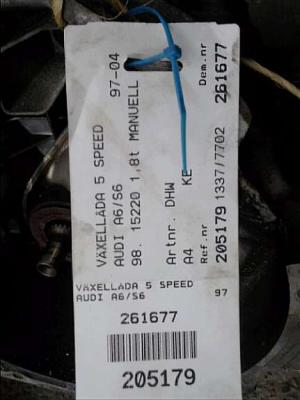 VÄXELLÅDA 5 SPEED 97-04
AUDI A6/S6
98. 15220 1,8t MANUELL
Artnr. DHW
A4 KE
Ref.nr Dem.nr
205179 1337/7702 261677
VÄXELLÅDA 5 SPEED
AUDI A6/S6 97
261677
205179